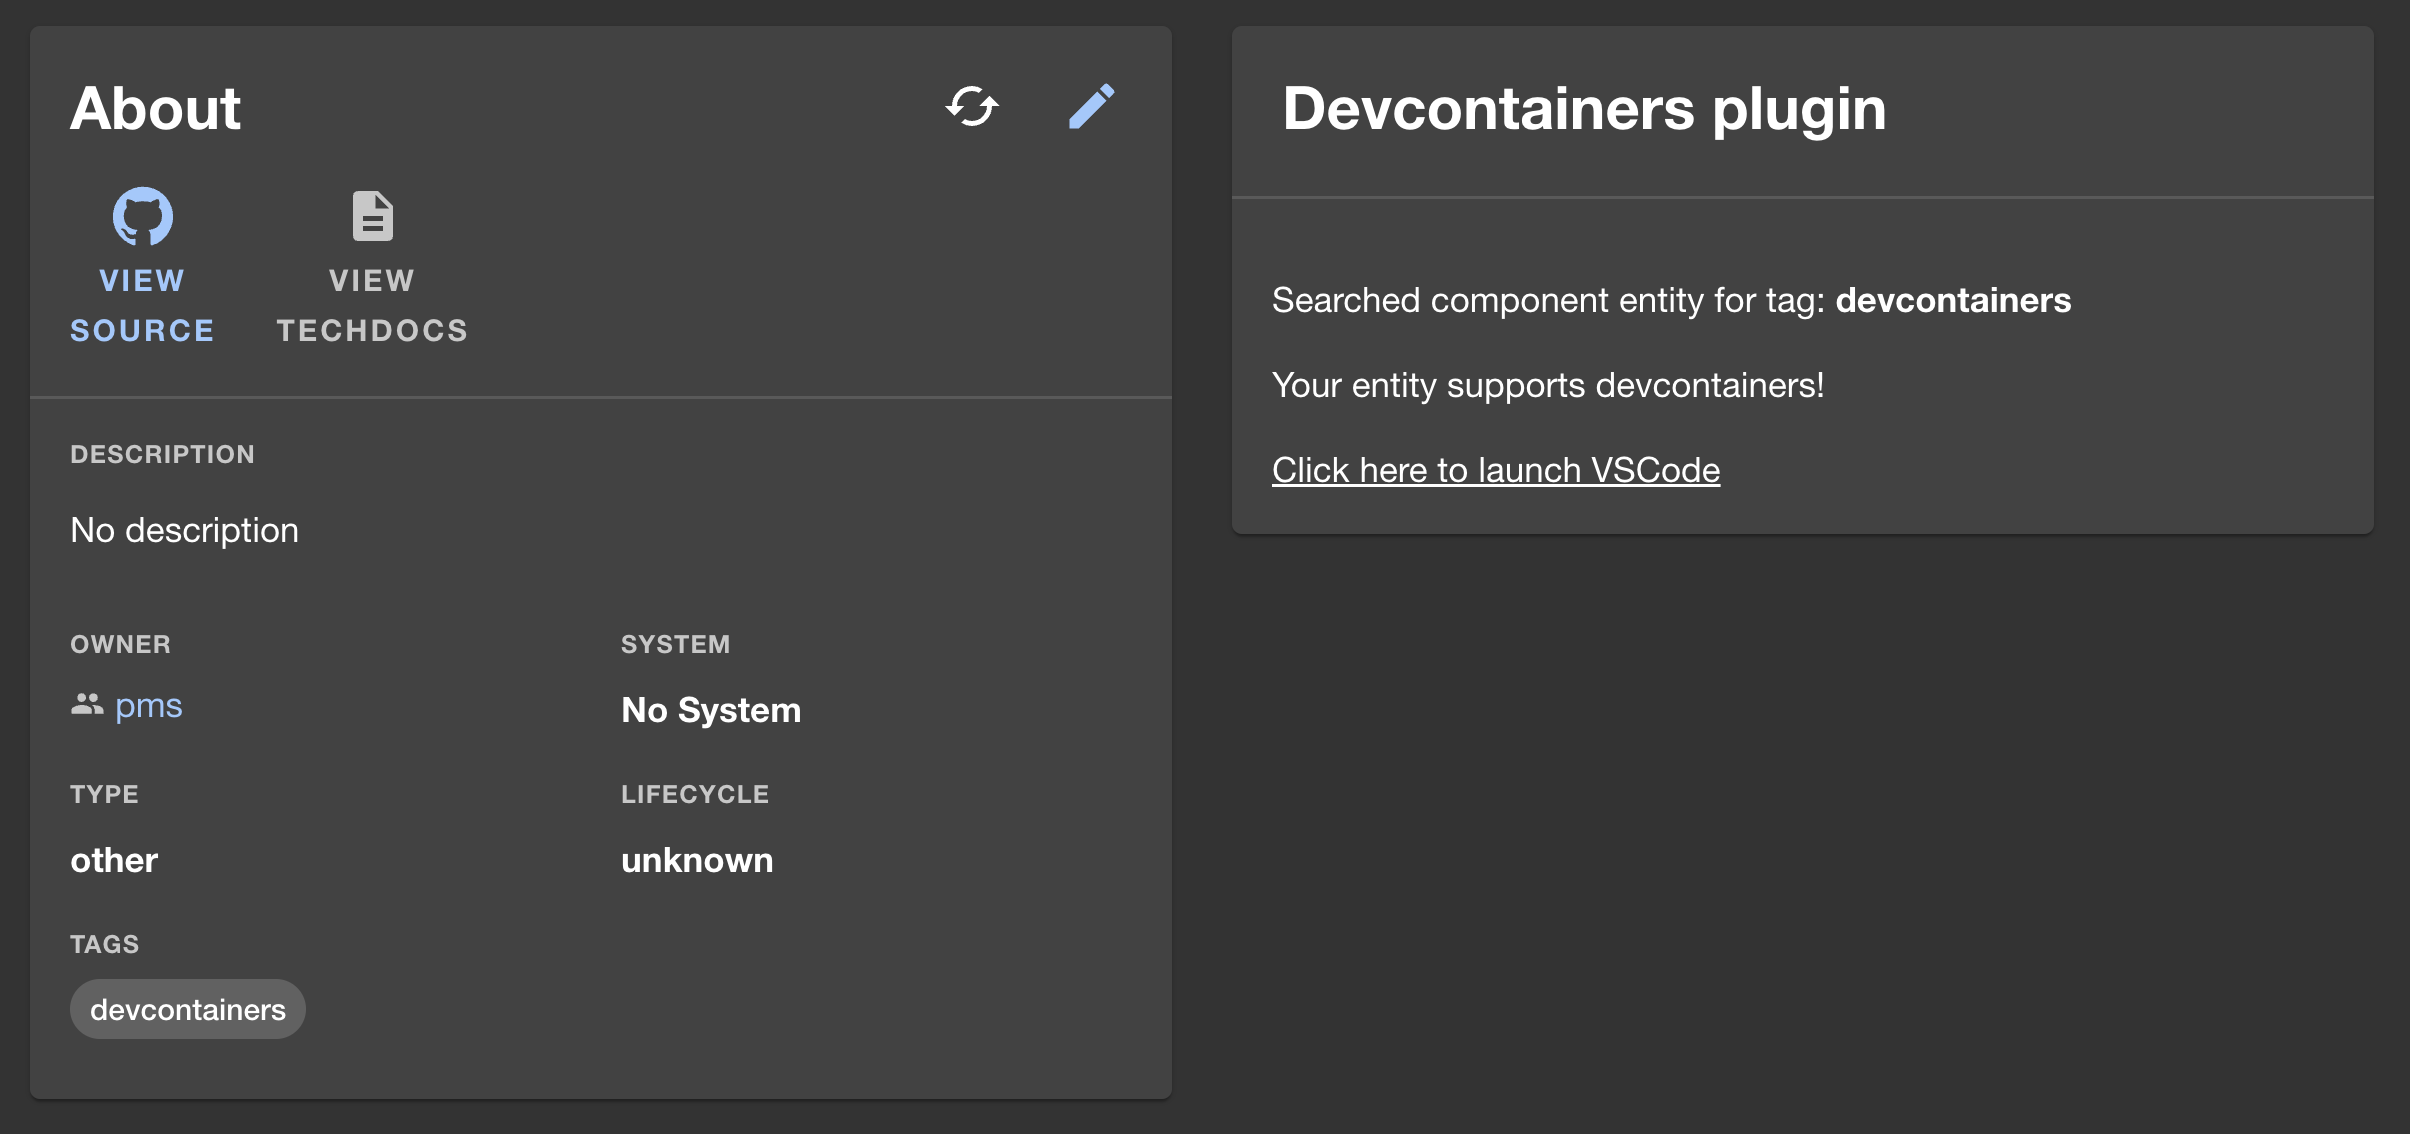 About
VIEW
SOURCE
VIEW
TECHDOCS
DESCRIPTION
No description
OWNER
pms
SYSTEM
No System
TYPE
other
LIFECYCLE
unknown
TAGS
devcontainers
Devcontainers plugin
Searched component entity for tag: devcontainers
Your entity supports devcontainers!
Click here to launch VSCode